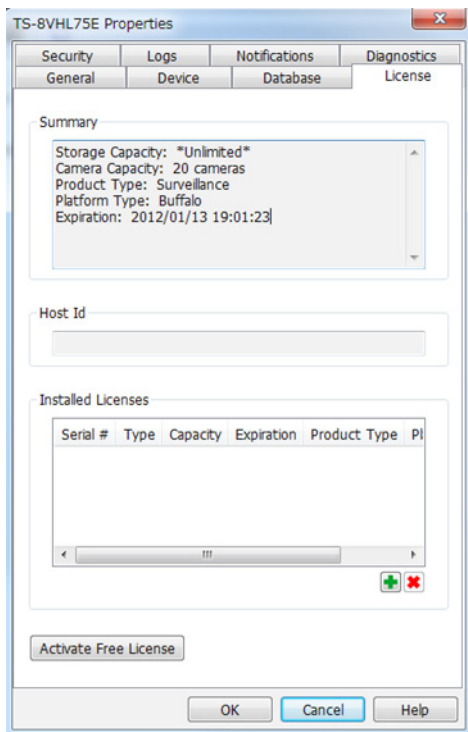 TS-8VHL75E Properties
Security Logs Notifications Diagnostics
General Device Database License
Summary
Storage Capacity: *Unlimited*
Camera Capacity: 20 cameras
Product Type: Surveillance
Platform Type: Buffalo
Expiration: 2012/01/13 19:01:23
Host Id
Installed Licenses
Serial # Type Capacity Expiration Product Type Pl
Activate Free License
OK Cancel Help